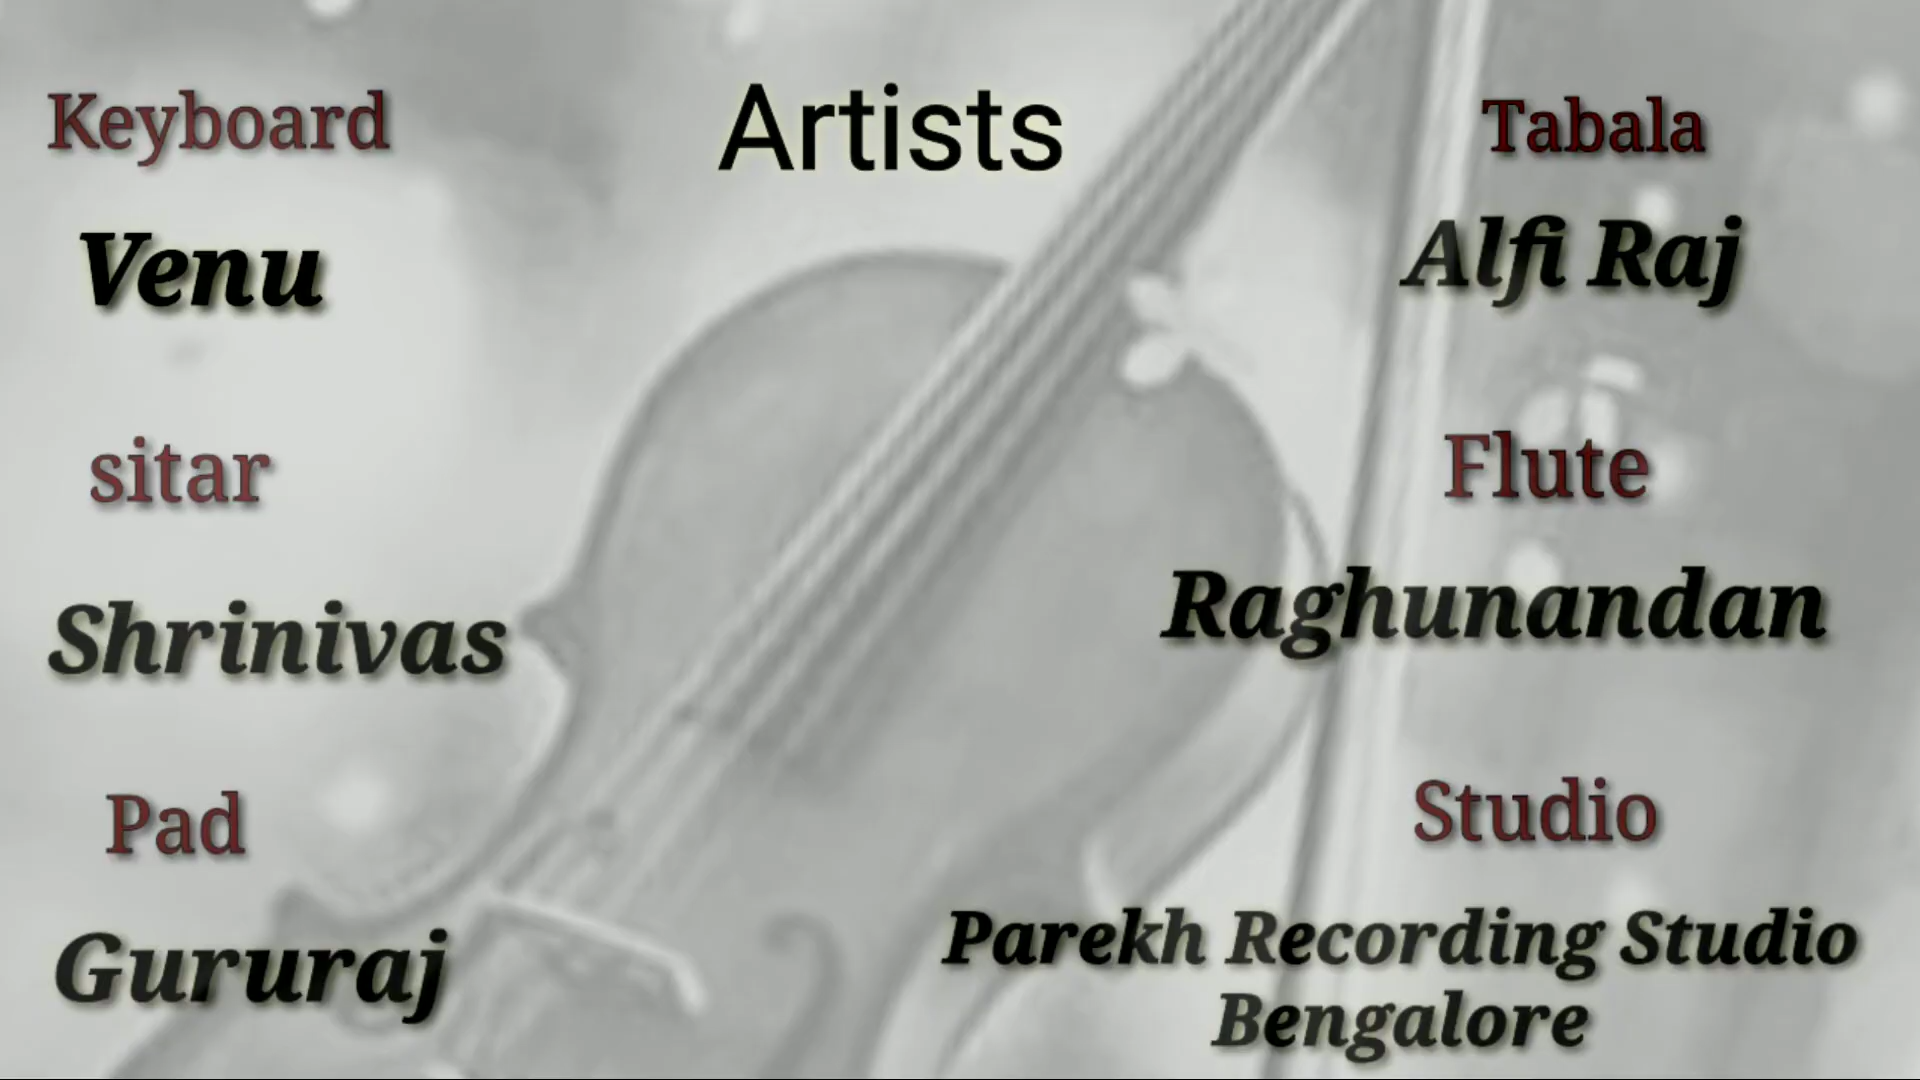 Artists
Keyboard
Venu
sitar
Shrinivas
Pad
Gururaj
Tabala
Alfi Raj
Flute
Raghunandan
Studio
Parekh Recording Studio
Bengalore